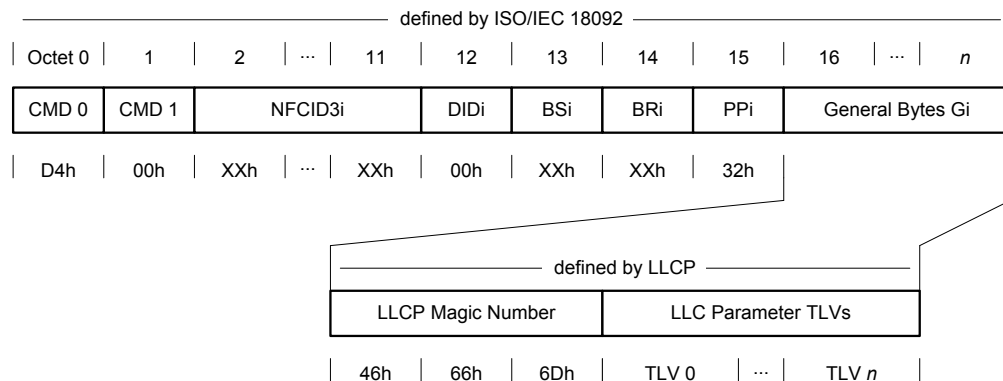 defined by ISO/IEC 18092
Octet 0 1 2 ... 11 12 13 14 15 16 ... n
CMD 0 CMD 1 NFCID3i DIDi BSi BRi PPi General Bytes Gi
D4h 00h XXh ... XXh 00h XXh XXh 32h
defined by LLCP
LLCP Magic Number LLC Parameter TLVs
46h 66h 6Dh TLV 0 ... TLV n